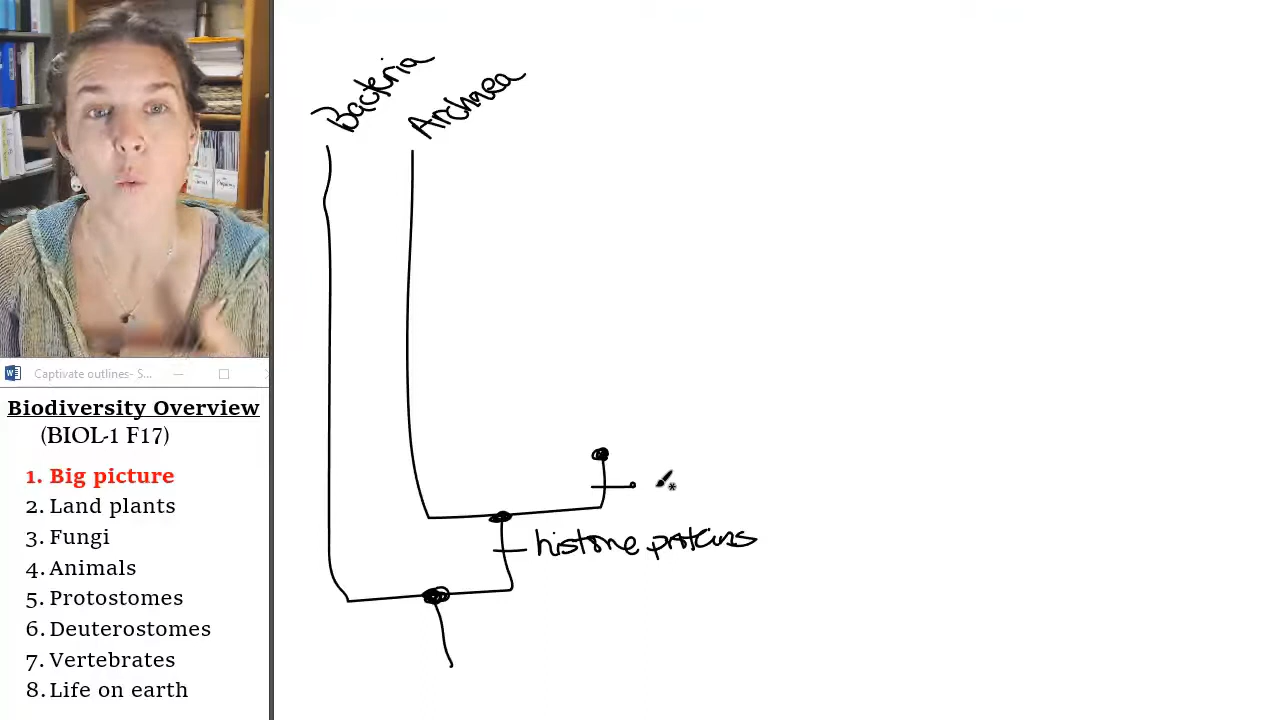 Bacteria
Archaea
histone proteins
Captivate outlines- S...
Biodiversity Overview
(BIOL-1 F17)
1. Big picture
2. Land plants
3. Fungi
4. Animals
5. Protostomes
6. Deuterostomes
7. Vertebrates
8. Life on earth